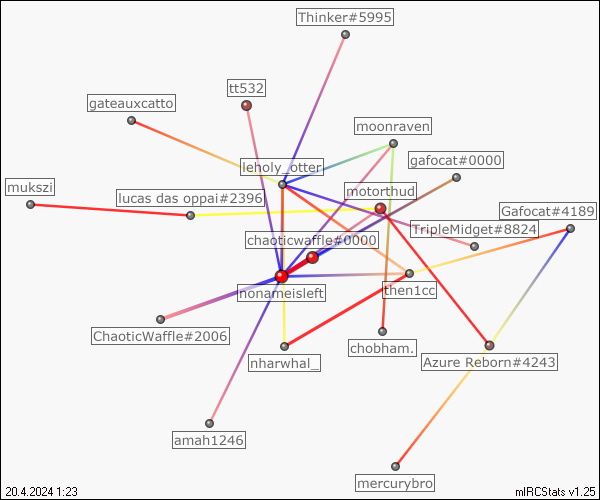 Thinker#5995
tt532
gateauxcatto
moonraven
gafocat#0000
leholy_otter
mukszi
lucas das oppai#2396
motorthud
Gafocat#4189
TripleMidget#8824
chaoticwaffle#0000
nonameisleft
then1cc
ChaoticWaffle#2006
chobham.
nharwhal_
Azure Reborn#4243
amah1246
mercurybro
20.4.2024 1:23
mIRCStats v1.25